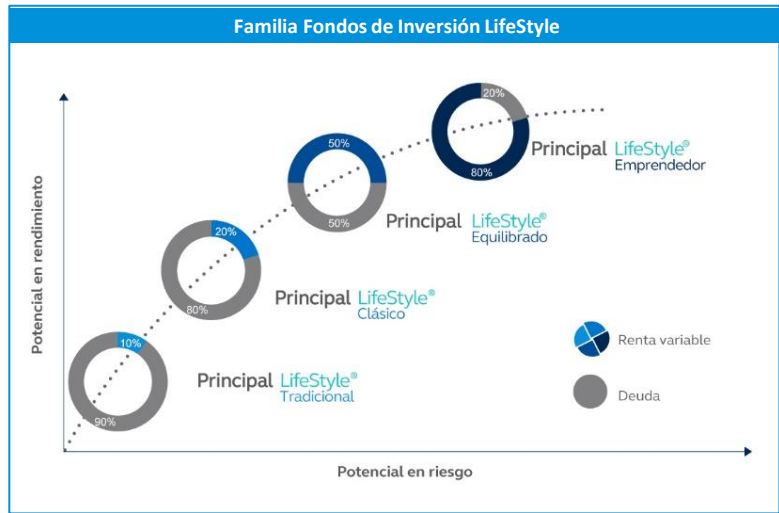 Familia Fondos de Inversión LifeStyle
Potencial en rendimiento
20%
80%
Principal LifeStyle®
Emprendedor
50%
50%
Principal LifeStyle®
Equilibrado
20%
80%
Principal LifeStyle®
Clásico
10%
90%
Principal LifeStyle®
Tradicional
Renta variable
Deuda
Potencial en riesgo